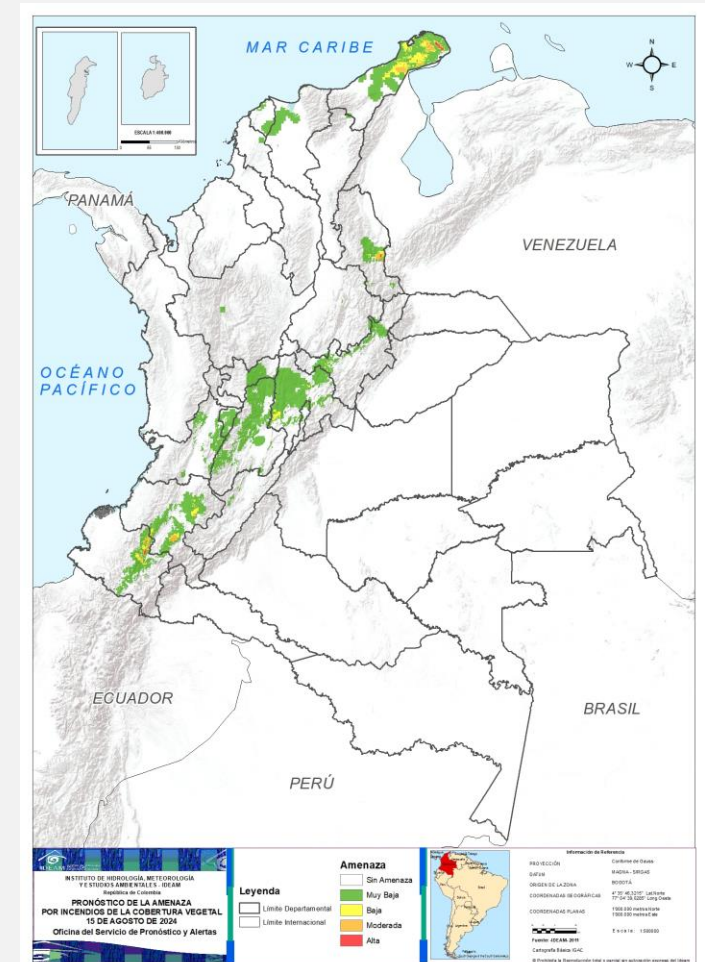 MAR CARIBE
N
W
E
S
ESCALA 1:400.000
PANAMÁ
VENEZUELA
OCÉANO
PACÍFICO
ECUADOR
BRASIL
PERÚ
INSTITUTO DE HIDROLOGÍA, METEOROLOGÍA
Y ESTUDIOS AMBIENTALES - IDEAM
República de Colombia
PRONÓSTICO DE LA AMENAZA
POR INCENDIOS DE LA COBERTURA VEGETAL
15 DE AGOSTO DE 2024
Oficina del Servicio de Pronóstico y Alertas
Leyenda
Límite Departamental
Límite Internacional
Amenaza
Sin Amenaza
Muy Baja
Baja
Moderada
Alta
Información de Referencia
PROYECCIÓN Conforme de Gauss
DATUM MAGNA - SIRGAS
ORIGEN DE LA ZONA BOGOTÁ
COORDENADAS GEOGRÁFICAS
COORDENADAS PLANAS
Escala
Fuente: IDEAM- 2019
Cartografía Básica IGAC